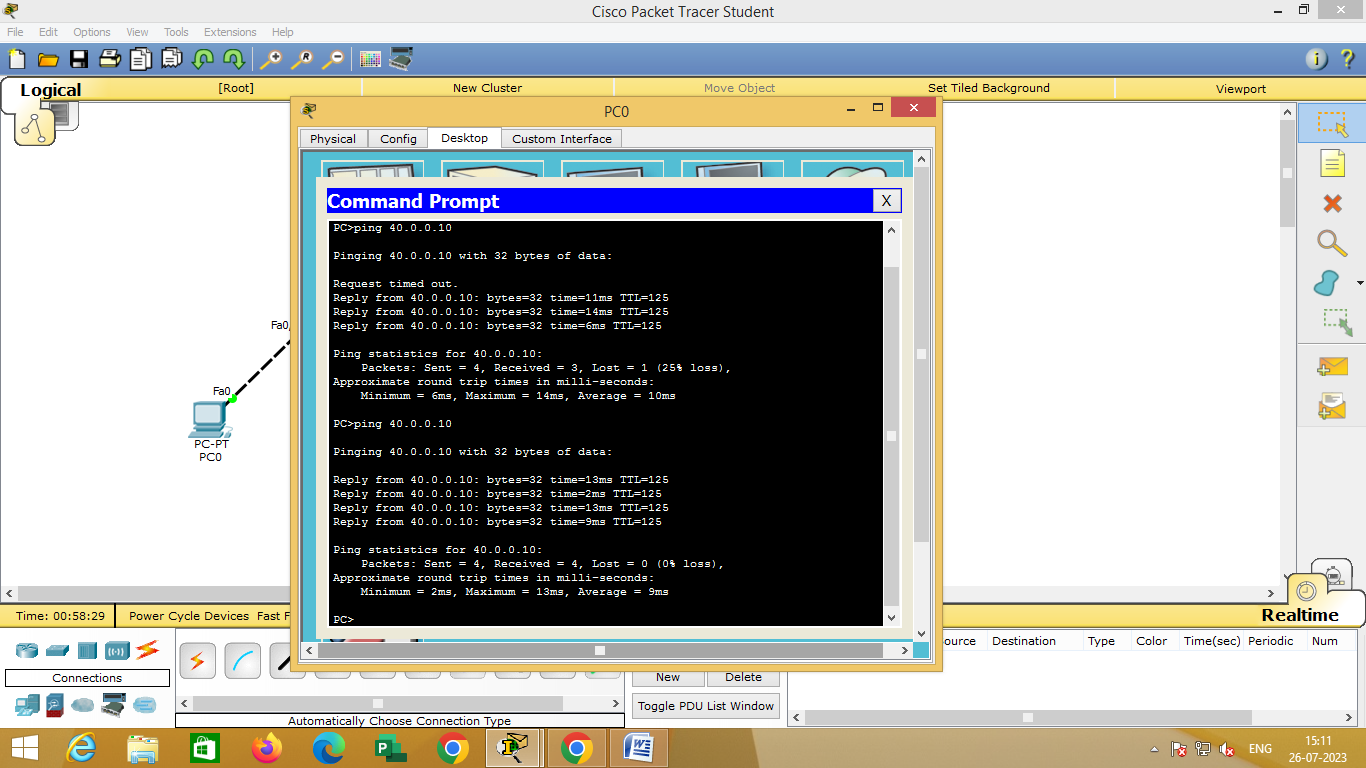 Cisco Packet Tracer Student
File Edit Options View Tools Extensions Help
Logical [Root] New Cluster Move Object Set Tiled Background Viewport
PC0
Physical Config Desktop Custom Interface
Command Prompt X
PC>ping 40.0.0.10
Pinging 40.0.0.10 with 32 bytes of data:
Request timed out.
Reply from 40.0.0.10: bytes=32 time=11ms TTL=125
Reply from 40.0.0.10: bytes=32 time=14ms TTL=125
Reply from 40.0.0.10: bytes=32 time=6ms TTL=125
Ping statistics for 40.0.0.10:
Packets: Sent = 4, Received = 3, Lost = 1 (25% loss),
Approximate round trip times in milli-seconds:
Minimum = 6ms, Maximum = 14ms, Average = 10ms
PC>ping 40.0.0.10
Pinging 40.0.0.10 with 32 bytes of data:
Reply from 40.0.0.10: bytes=32 time=13ms TTL=125
Reply from 40.0.0.10: bytes=32 time=2ms TTL=125
Reply from 40.0.0.10: bytes=32 time=13ms TTL=125
Reply from 40.0.0.10: bytes=32 time=9ms TTL=125
Ping statistics for 40.0.0.10:
Packets: Sent = 4, Received = 4, Lost = 0 (0% loss),
Approximate round trip times in milli-seconds:
Minimum = 2ms, Maximum = 13ms, Average = 9ms
PC>
Fa0
PC-PT
PC0
Time: 00:58:29 Power Cycle Devices Fast Realtime
Destination Type Color Time(sec) Periodic Num
Connections
New Delete
Toggle PDU List Window
Automatically Choose Connection Type
ENG
15:11
26-07-2023